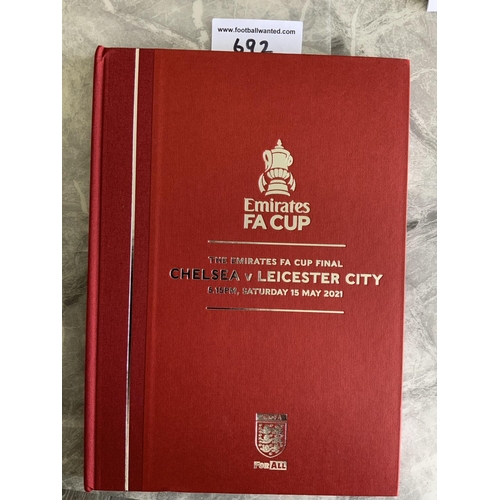 www.footballwanted.com
692
Emirates
FA CUP
THE EMIRATES FA CUP FINAL
CHELSEA v LEICESTER CITY
5.15PM, SATURDAY 15 MAY 2021
FOR ALL